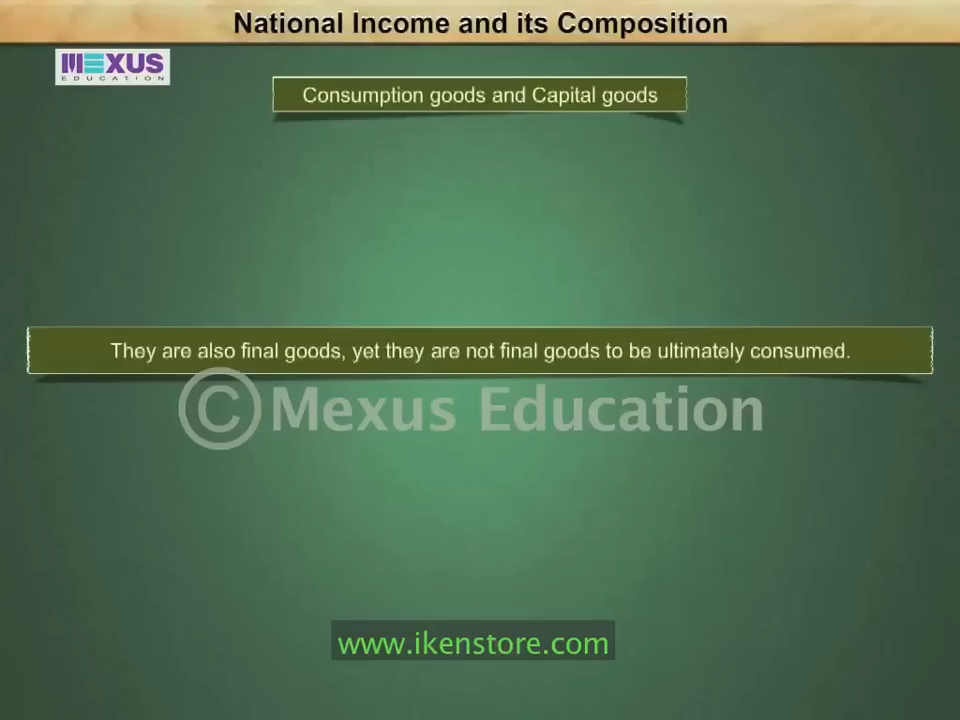 National Income and its Composition
MEXUS
EDUCATION
Consumption goods and Capital goods
They are also final goods, yet they are not final goods to be ultimately consumed.
© Mexus Education
www.ikenstore.com